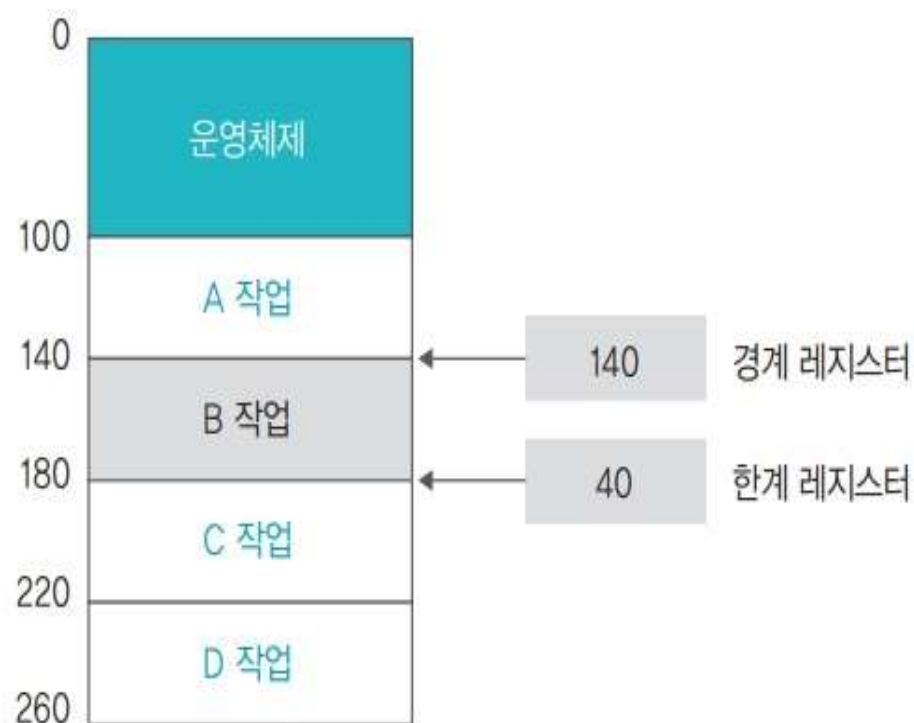 0
운영체제
100
A 작업
140
140 경계 레지스터
B 작업
180
40 한계 레지스터
C 작업
220
D 작업
260